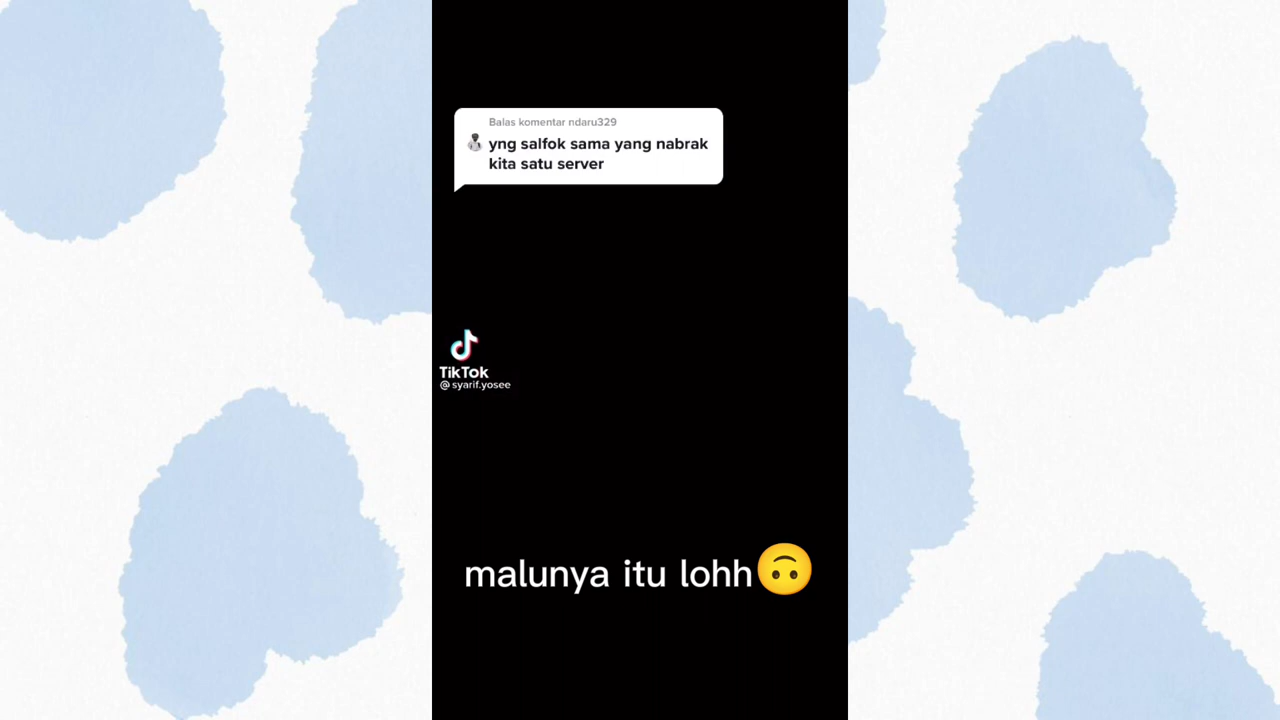 Balas komentar ndaru329
yng salfok sama yang nabrak
kita satu server
TikTok
@syarif.yosee
malunya itu lohh🙃